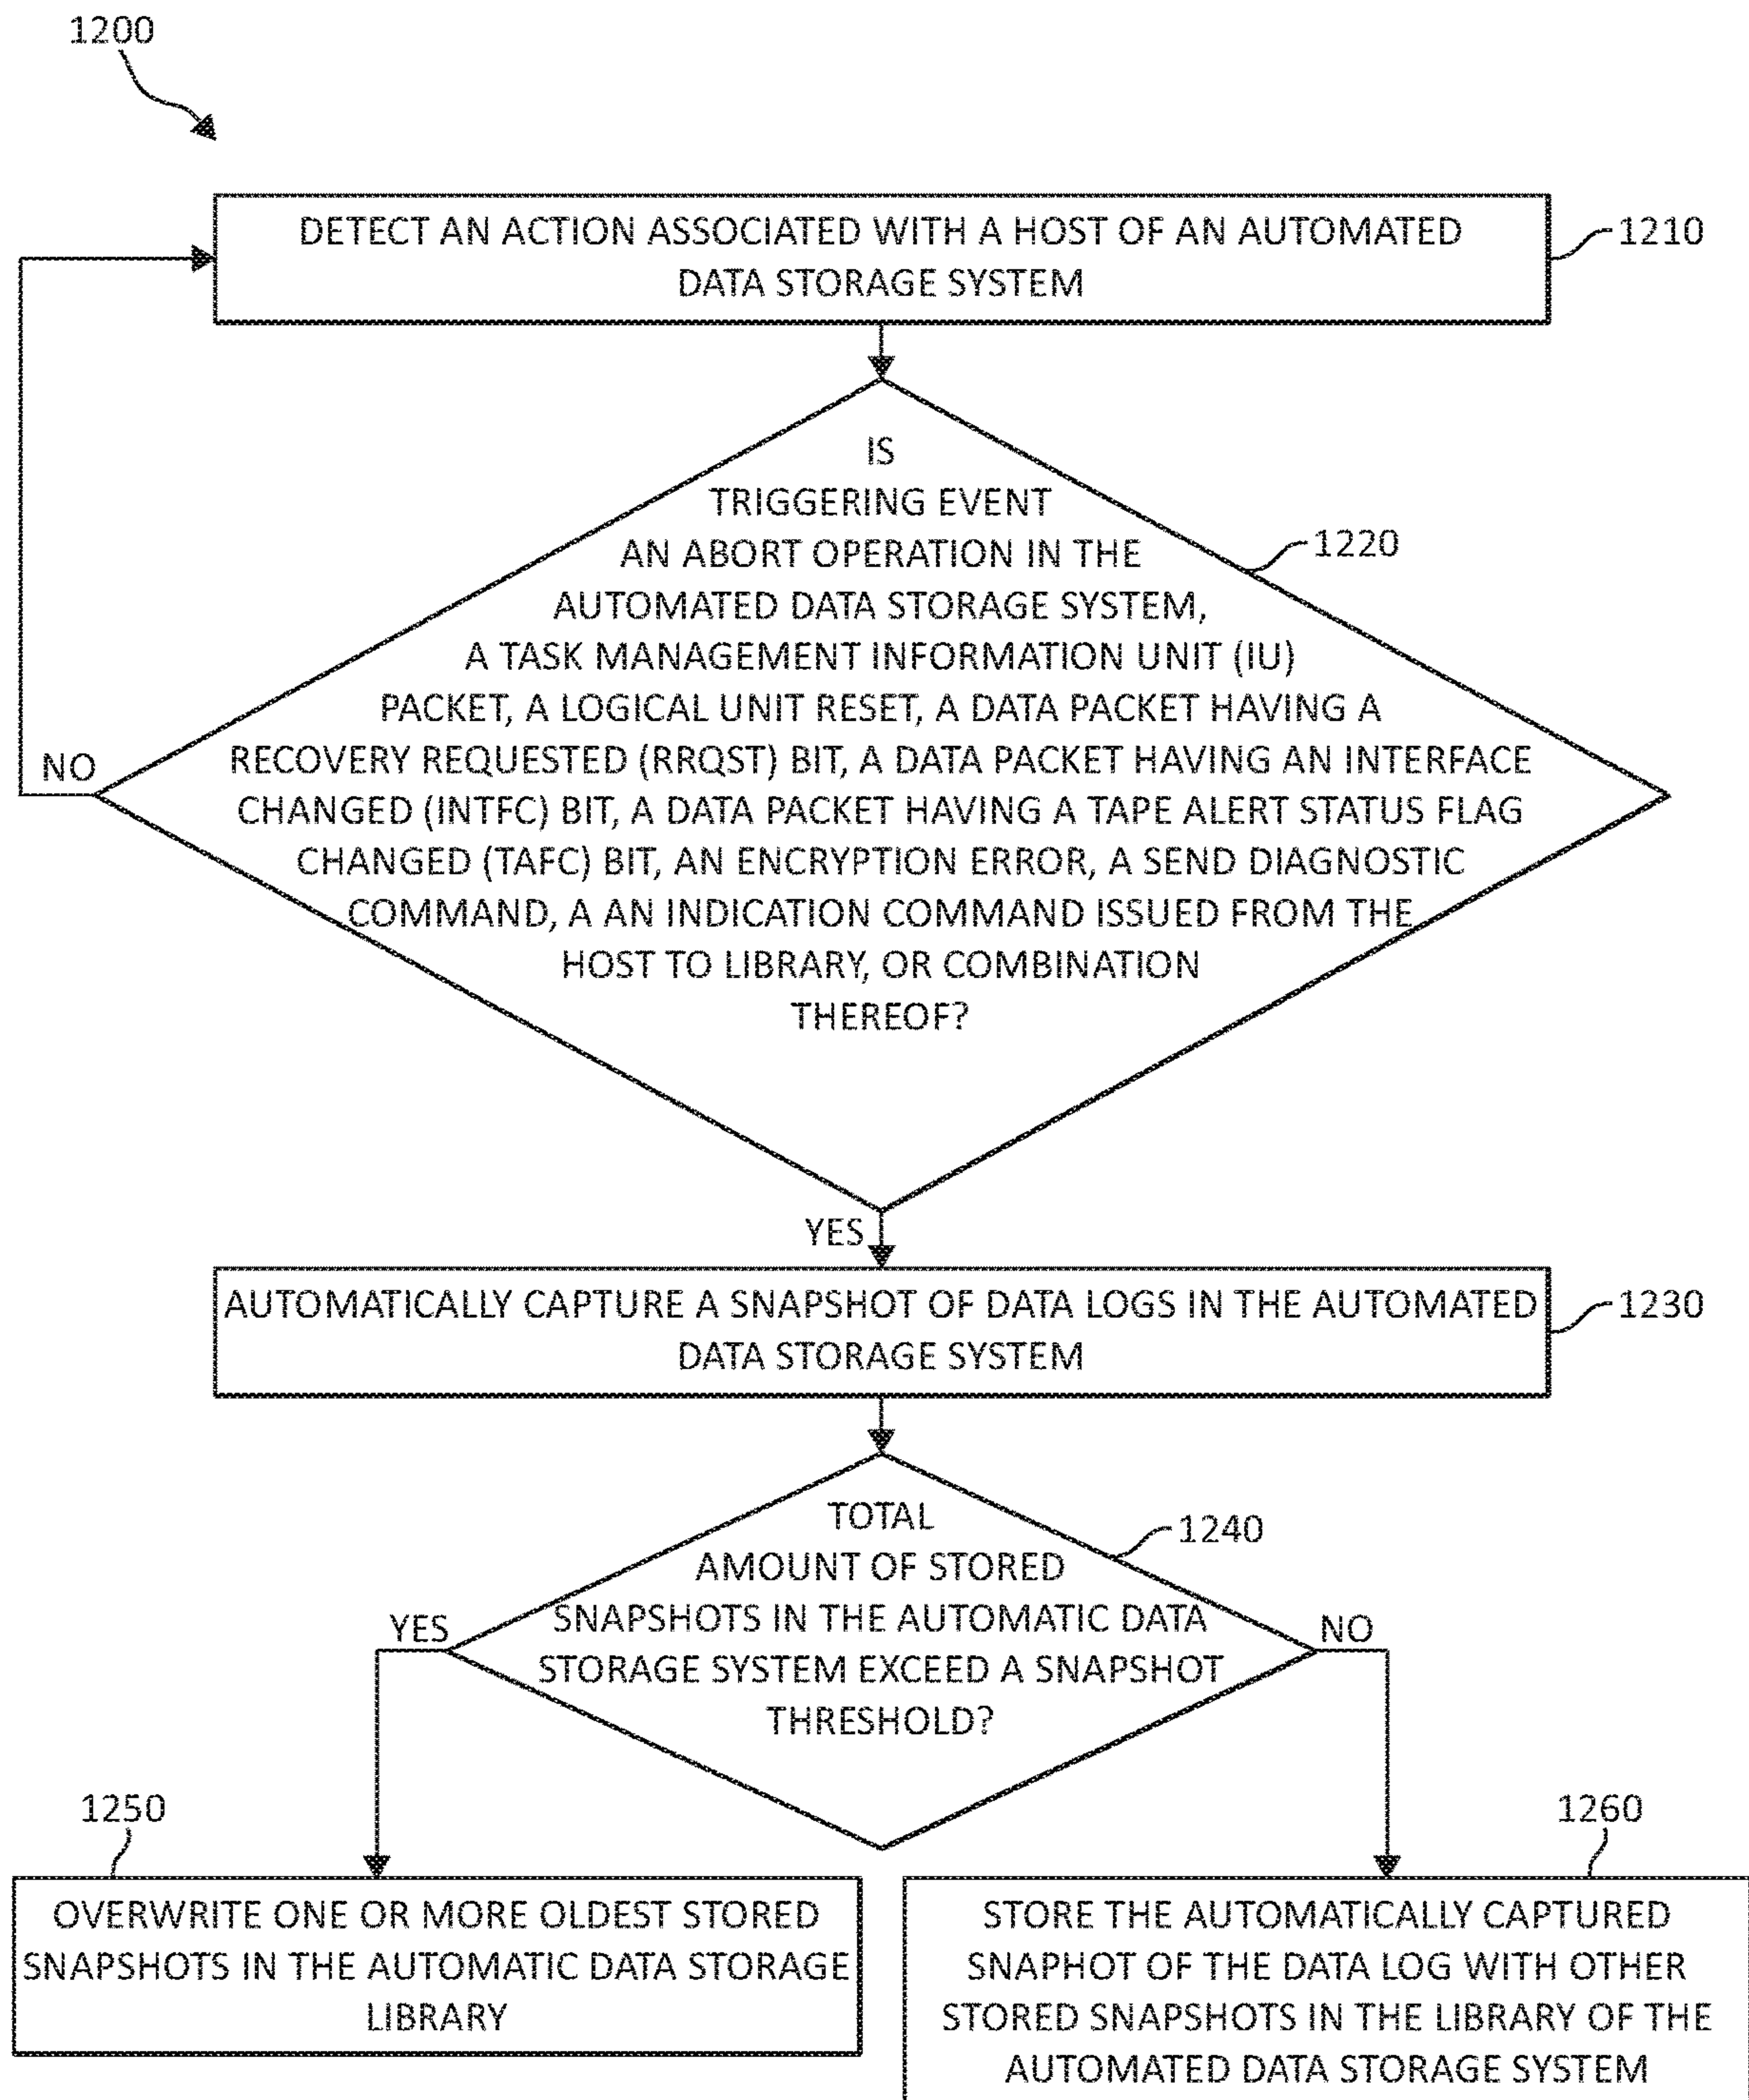 1200
DETECT AN ACTION ASSOCIATED WITH A HOST OF AN AUTOMATED
DATA STORAGE SYSTEM
1210
IS
TRIGGERING EVENT
AN ABORT OPERATION IN THE
AUTOMATED DATA STORAGE SYSTEM,
A TASK MANAGEMENT INFORMATION UNIT (IU)
PACKET, A LOGICAL UNIT RESET, A DATA PACKET HAVING A
RECOVERY REQUESTED (RRQST) BIT, A DATA PACKET HAVING AN INTERFACE
CHANGED (INTFC) BIT, A DATA PACKET HAVING A TAPE ALERT STATUS FLAG
CHANGED (TAFC) BIT, AN ENCRYPTION ERROR, A SEND DIAGNOSTIC
COMMAND, A AN INDICATION COMMAND ISSUED FROM THE
HOST TO LIBRARY, OR COMBINATION
THEREOF?
1220
NO
YES
AUTOMATICALLY CAPTURE A SNAPSHOT OF DATA LOGS IN THE AUTOMATED
DATA STORAGE SYSTEM
1230
TOTAL
AMOUNT OF STORED
SNAPSHOTS IN THE AUTOMATIC DATA
STORAGE SYSTEM EXCEED A SNAPSHOT
THRESHOLD?
1240
YES
NO
1250
OVERWRITE ONE OR MORE OLDEST STORED
SNAPSHOTS IN THE AUTOMATIC DATA STORAGE
LIBRARY
1260
STORE THE AUTOMATICALLY CAPTURED
SNAPHOT OF THE DATA LOG WITH OTHER
STORED SNAPSHOTS IN THE LIBRARY OF THE
AUTOMATED DATA STORAGE SYSTEM